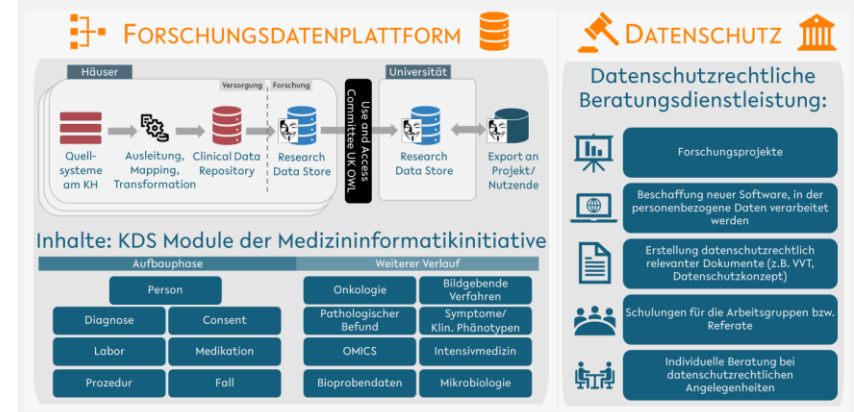 FORSCHUNGSDATENPLATTFORM
Häuser
Versorgung
Forschung
Universität
Quell-
systeme
am KH
Ausleitung,
Mapping,
Transformation
Clinical Data
Repository
Research
Data Store
Use and Access
Committee UK OWL
Research
Data Store
Export an
Projekt/
Nutzende
Inhalte: KDS Module der Medizininformatikinitiative
Aufbauphase
Weiterer Verlauf
Person
Diagnose
Consent
Labor
Medikation
Prozedur
Fall
Onkologie
Bildgebende
Verfahren
Pathologischer
Befund
Symptome/
Klin. Phänotypen
OMICS
Intensivmedizin
Bioprobendaten
Mikrobiologie
DATENSCHUTZ
Datenschutzrechtliche
Beratungsdienstleistung:
Forschungsprojekte
Beschaffung neuer Software, in der
personenbezogene Daten verarbeitet
werden
Erstellung datenschutzrechtlich
relevanter Dokumente (z.B. VVT,
Datenschutzkonzept)
Schulungen für die Arbeitsgruppen bzw.
Referate
Individuelle Beratung bei
datenschutzrechtlichen
Angelegenheiten